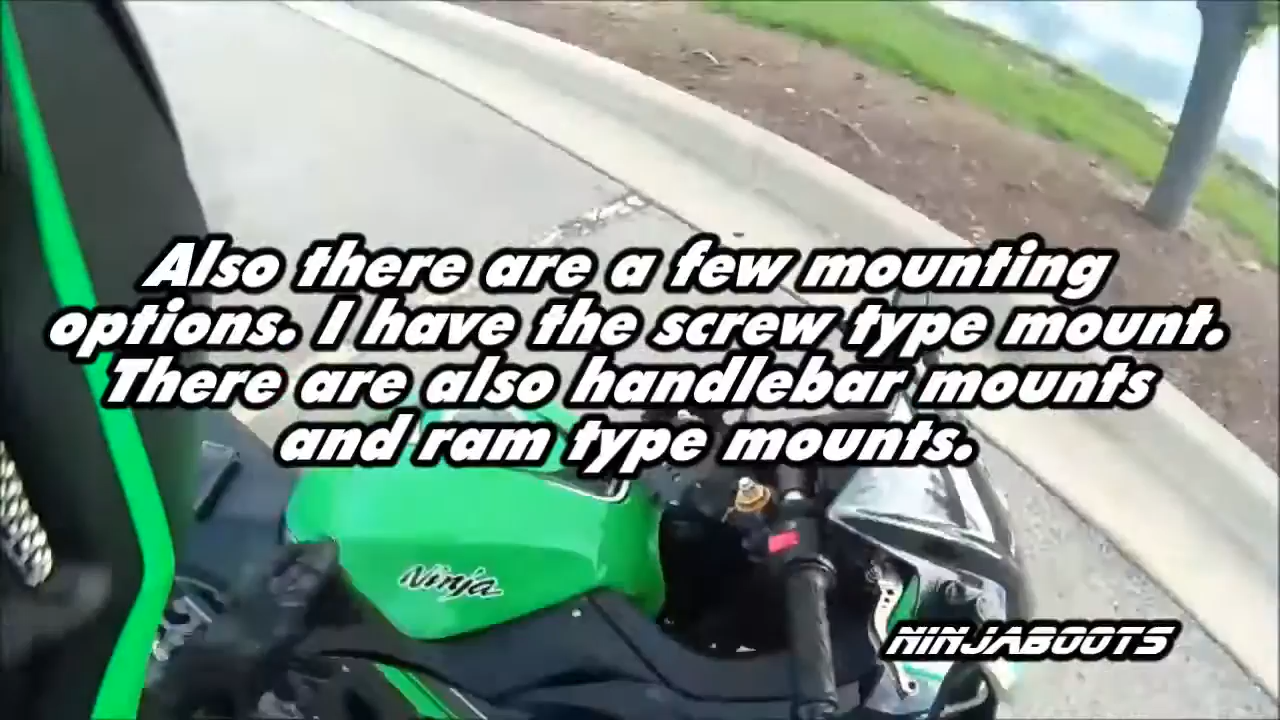 Also there are a few mounting
options. I have the screw type mount.
There are also handlebar mounts
and ram type mounts.
Ninja
NINJABOOTS